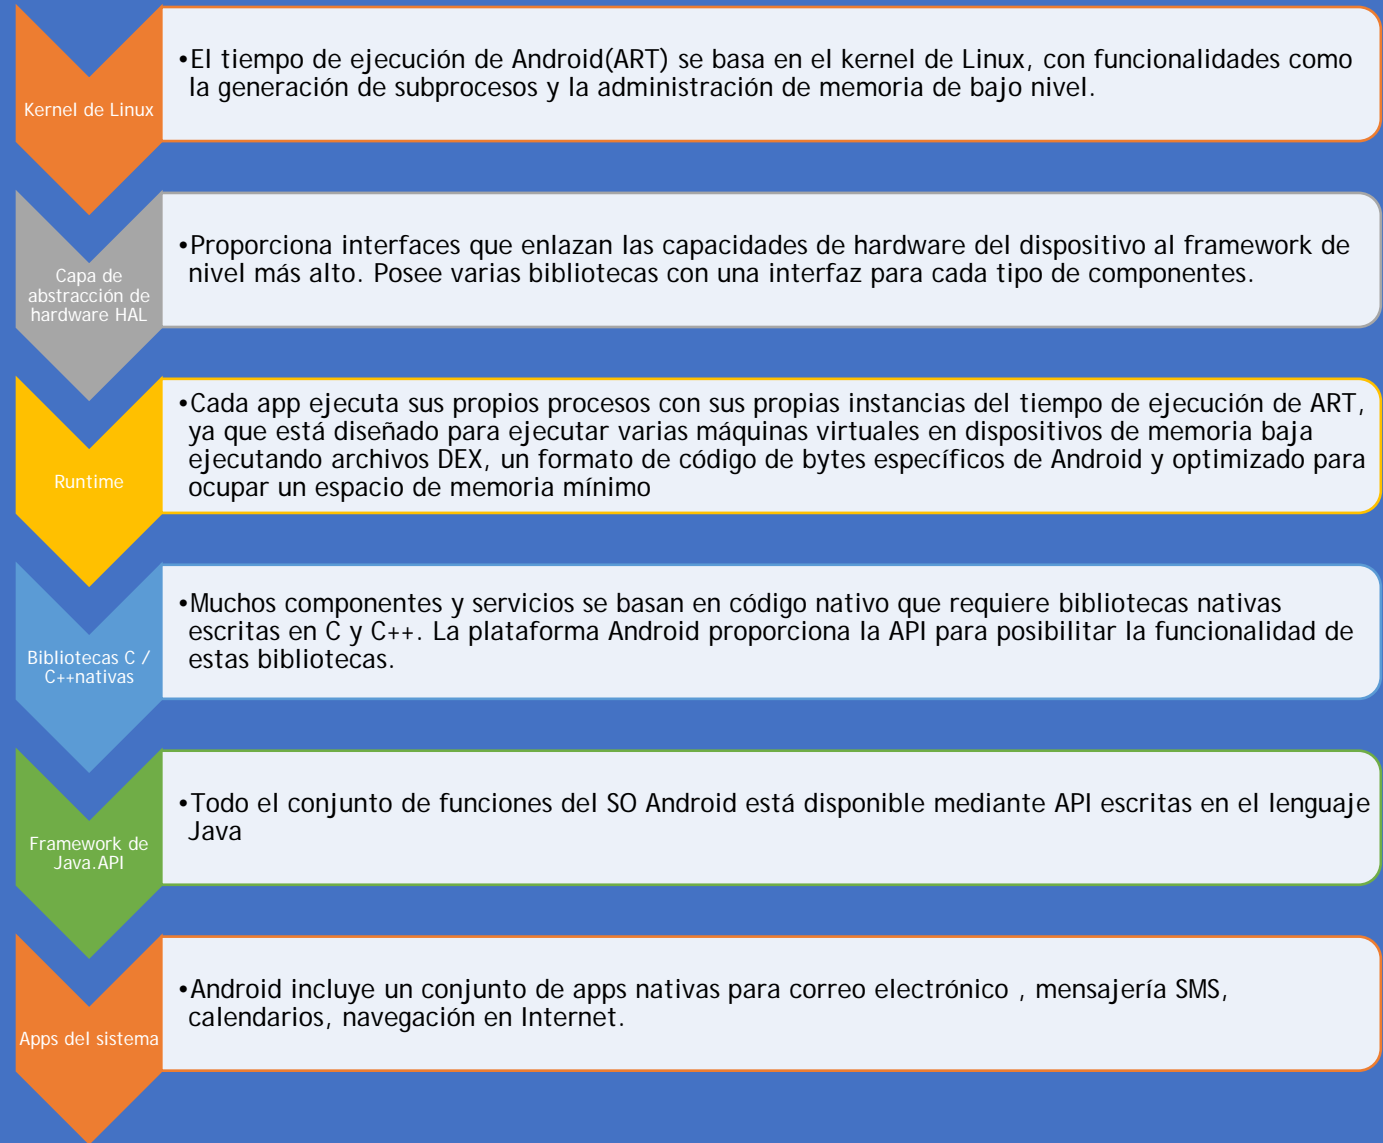 Kernel de Linux
•El tiempo de ejecución de Android(ART) se basa en el kernel de Linux, con funcionalidades como
la generación de subprocesos y la administración de memoria de bajo nivel.
Capa de
abstracción de
hardware HAL
•Proporciona interfaces que enlazan las capacidades de hardware del dispositivo al framework de
nivel más alto. Posee varias bibliotecas con una interfaz para cada tipo de componentes.
Runtime
•Cada app ejecuta sus propios procesos con sus propias instancias del tiempo de ejecución de ART,
ya que está diseñado para ejecutar varias máquinas virtuales en dispositivos de memoria baja
ejecutando archivos DEX, un formato de código de bytes específicos de Android y optimizado para
ocupar un espacio de memoria mínimo
Bibliotecas C /
C++nativas
•Muchos componentes y servicios se basan en código nativo que requiere bibliotecas nativas
escritas en C y C++. La plataforma Android proporciona la API para posibilitar la funcionalidad de
estas bibliotecas.
Framework de
Java.API
•Todo el conjunto de funciones del SO Android está disponible mediante API escritas en el lenguaje
Java
Apps del sistema
•Android incluye un conjunto de apps nativas para correo electrónico , mensajería SMS,
calendarios, navegación en Internet.